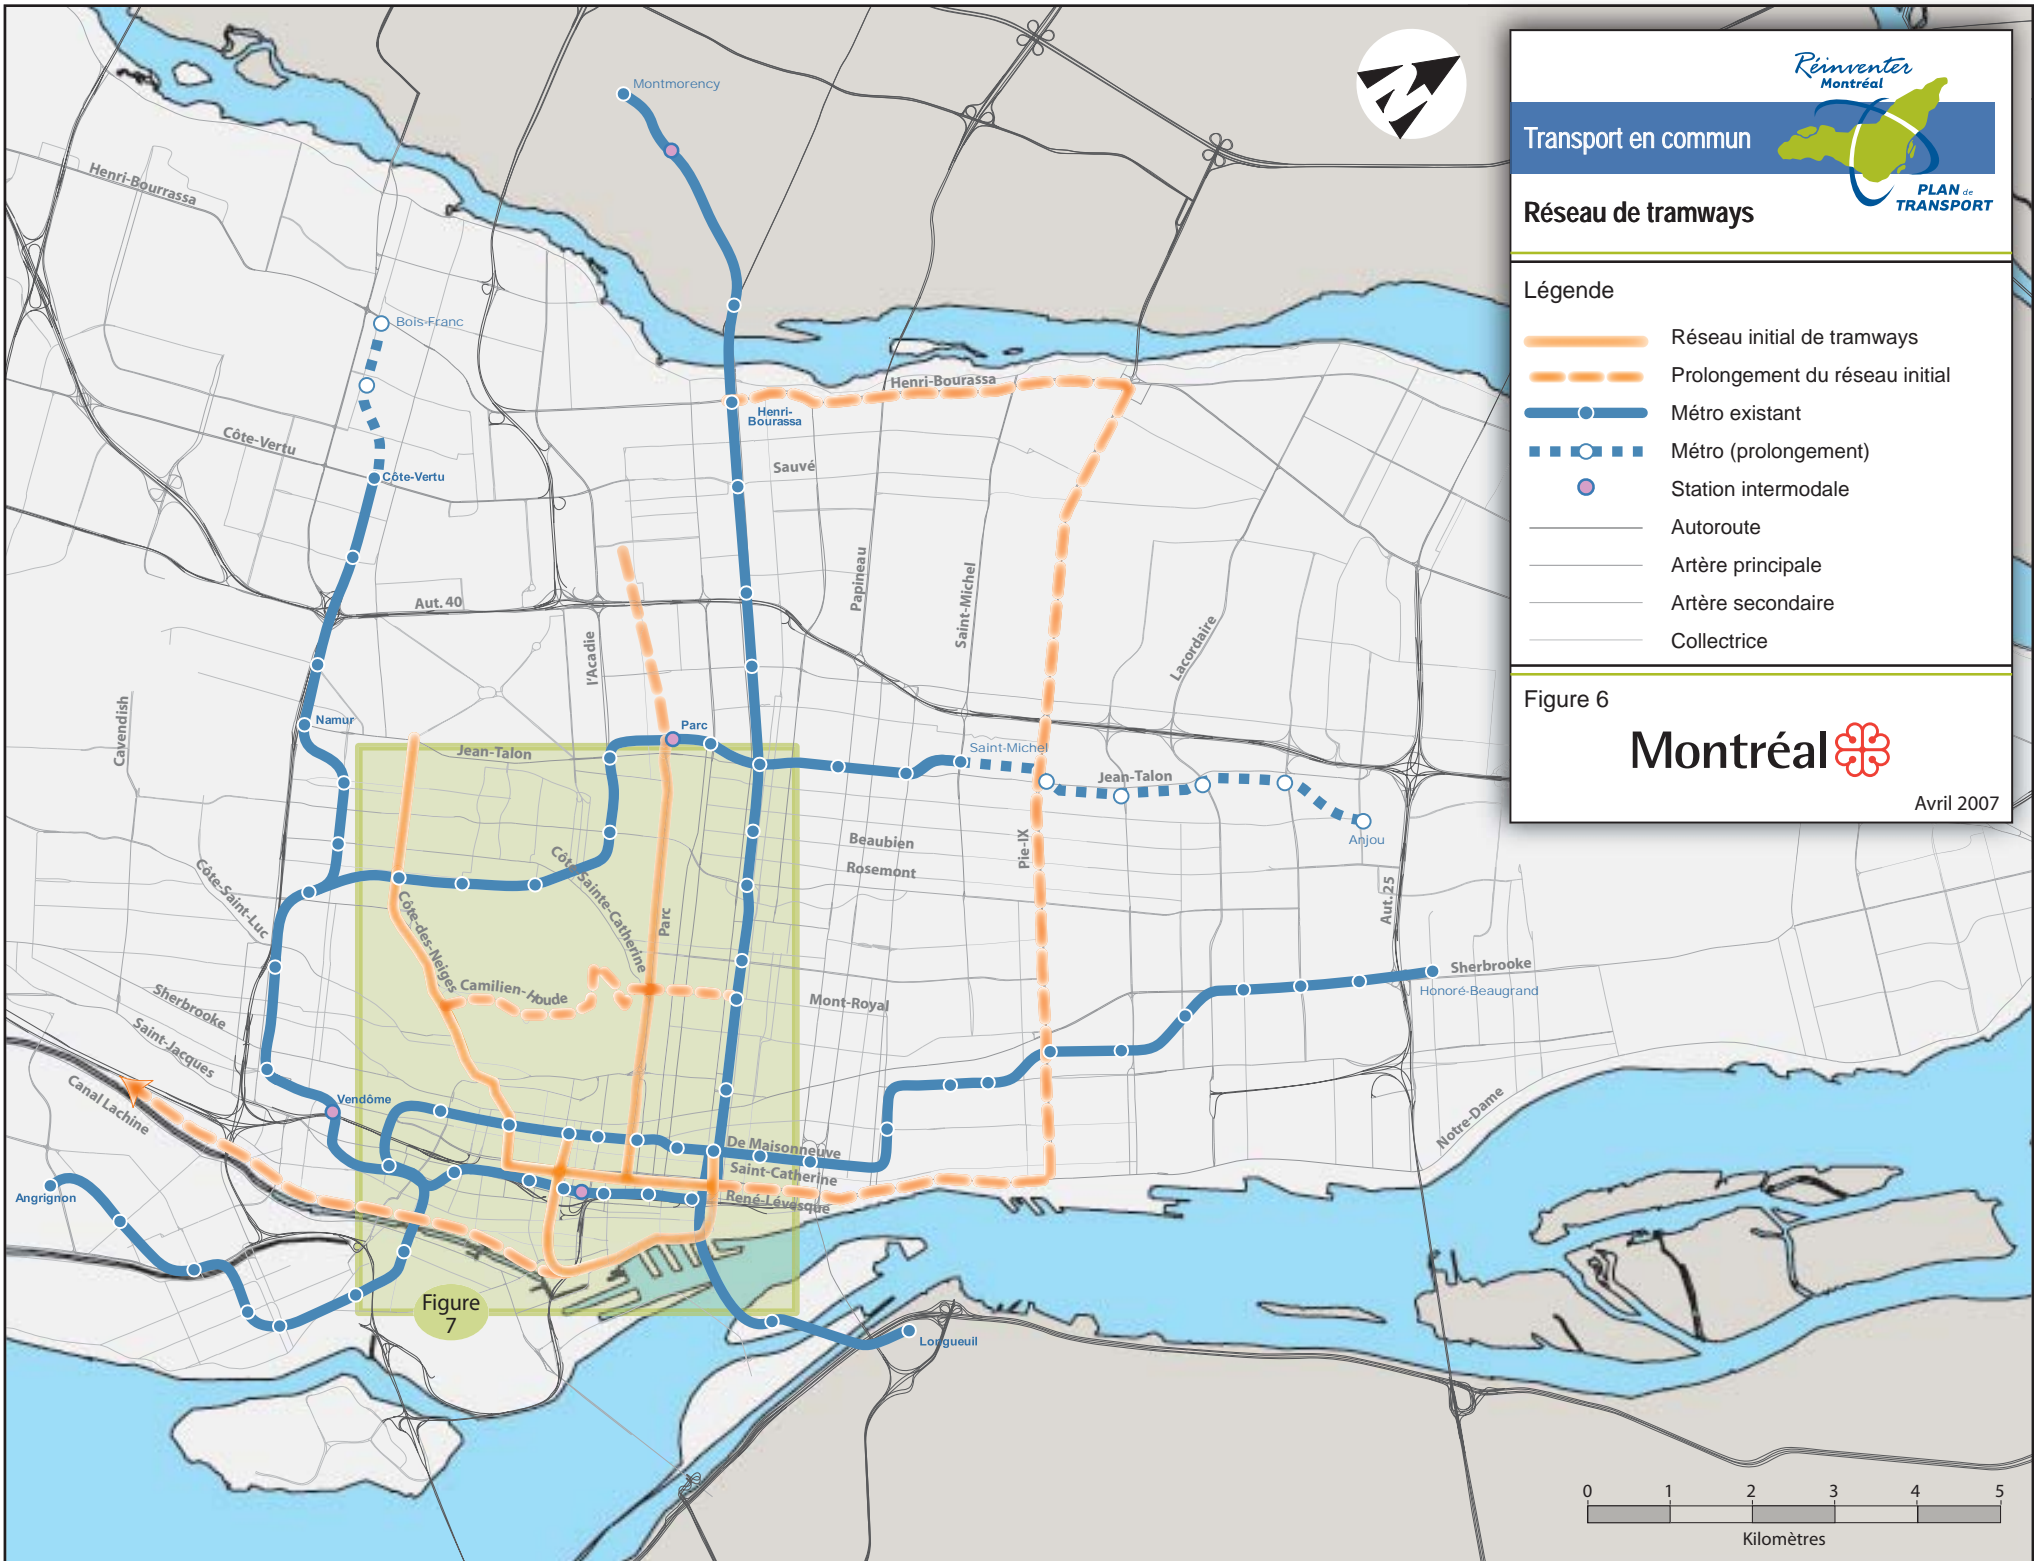 Réinventer
Montréal
Transport en commun
PLAN de
TRANSPORT
Réseau de tramways
Légende
Réseau initial de tramways
Prolongement du réseau initial
Métro existant
Métro (prolongement)
Station intermodale
Autoroute
Artère principale
Artère secondaire
Collectrice
Figure 6
Montréal
Avril 2007
Montmorency
Henri-Bourrassa
Bois-Franc
Henri-Bourassa
Henri-
Bourassa
Côte-Vertu
Côte-Vertu
Sauvé
Papineau
Saint-Michel
Aut. 40
l'Acadie
Lacordaire
Cavendish
Namur
Parc
Jean-Talon
Saint-Michel
Jean-Talon
Anjou
Pie-IX
Beaubien
Rosemont
Côte-Saint-Luc
Côte-Sainte-Catherine
Côte-des-Neiges
Parc
Aut. 25
Camilien-Houde
Mont-Royal
Sherbrooke
Honoré-Beaugrand
Sherbrooke
Saint-Jacques
Canal Lachine
Vendôme
De Maisonneuve
Saint-Catherine
René-Lévesque
Notre-Dame
Angrignon
Figure
7
Longueuil
0 1 2 3 4 5
Kilomètres